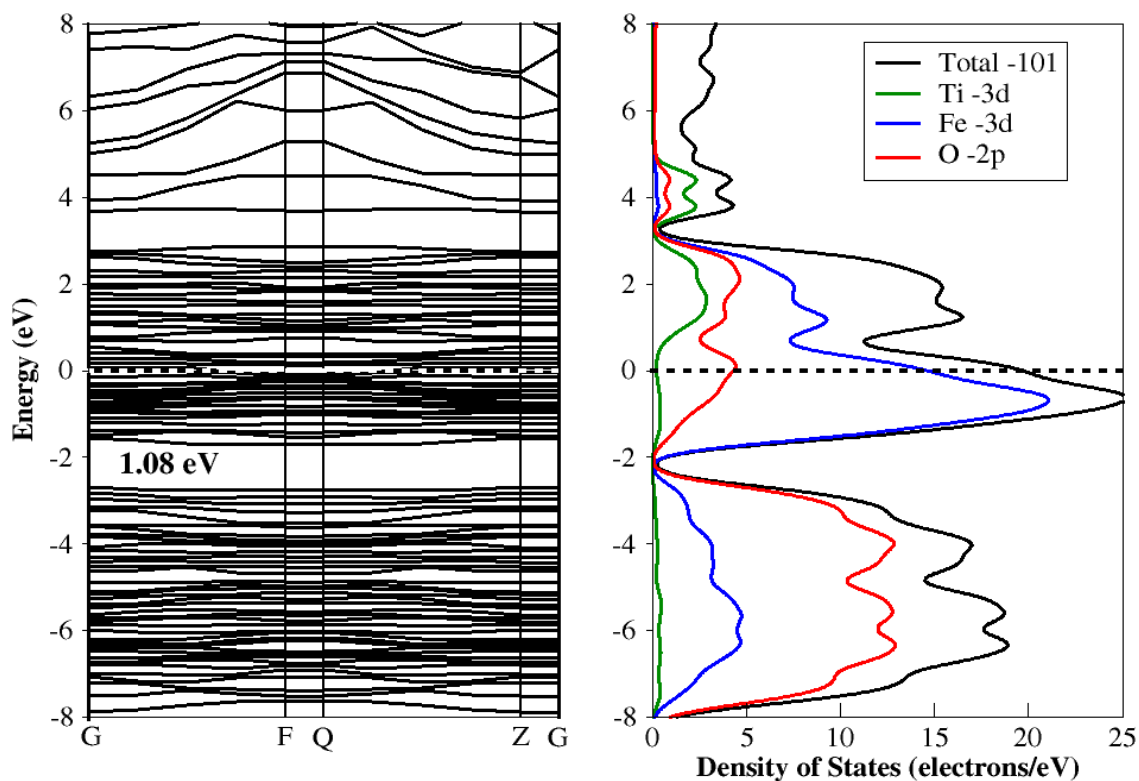 8
6
4
2
0
-2
-4
-6
-8
Energy (eV)
1.08 eV
G
F
Q
Z
G
8
6
4
2
0
-2
-4
-6
-8
Total -101
Ti -3d
Fe -3d
O -2p
0
5
10
15
20
25
Density of States (electrons/eV)